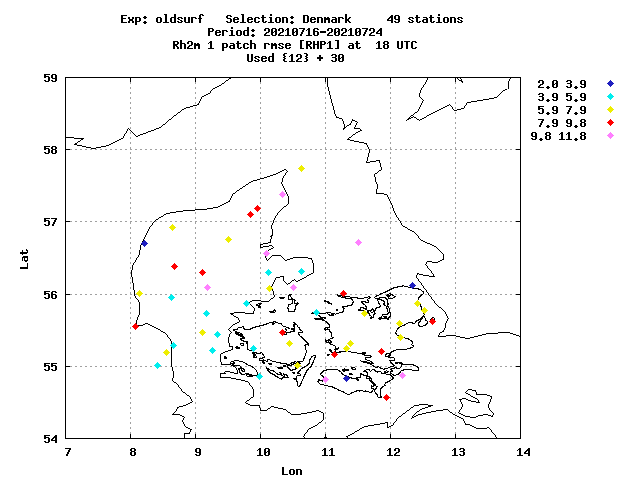 Exp: oldsurf   Selection: Denmark     49 stations
Period: 20210716-20210724
Rh2m 1 patch rmse [RHP1] at  18 UTC
Used {12} + 30
2.0 3.9
3.9 5.9
5.9 7.9
7.9 9.8
9.8 11.8
59
58
57
56
55
54
Lat
7 8 9 10 11 12 13 14
Lon